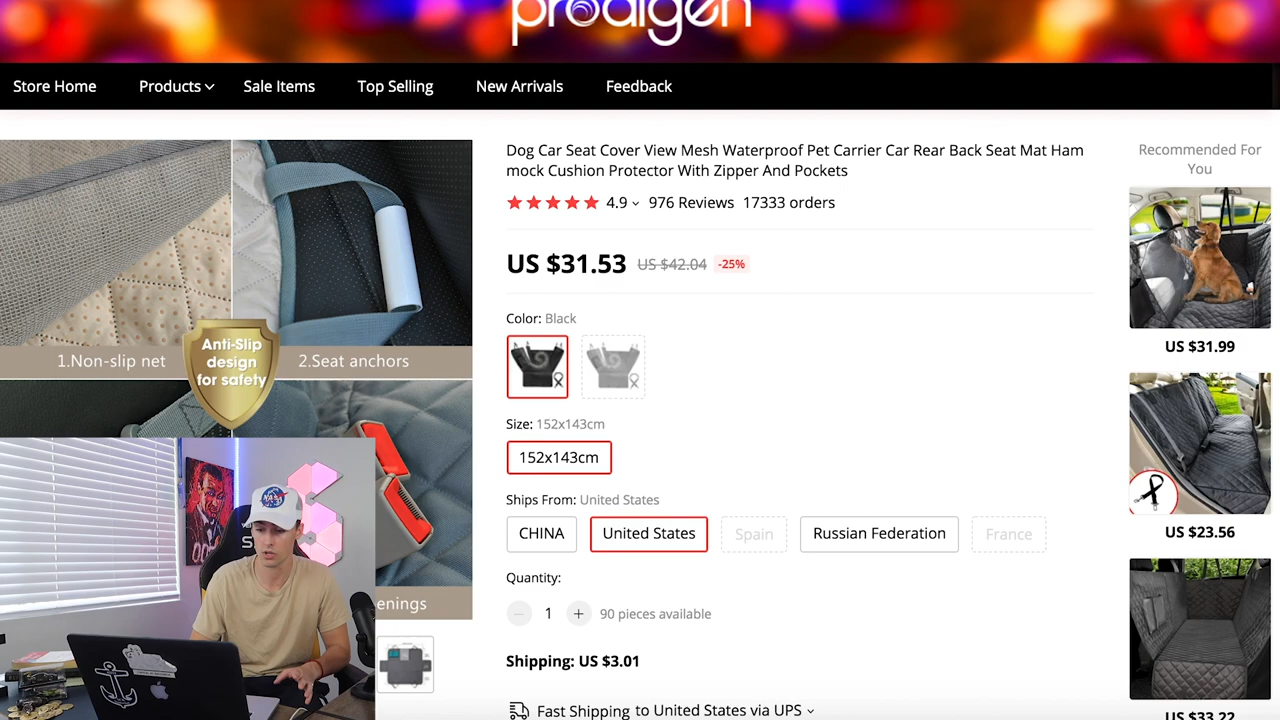 prodigen
Store Home Products Sale Items Top Selling New Arrivals Feedback
1.Non-slip net
2.Seat anchors
Anti-Slip
design
for safety
enings
Dog Car Seat Cover View Mesh Waterproof Pet Carrier Car Rear Back Seat Mat Ham
mock Cushion Protector With Zipper And Pockets
4.9 976 Reviews 17333 orders
US $31.53 US $42.04 -25%
Color: Black
Size: 152x143cm
152x143cm
Ships From: United States
CHINA United States Spain Russian Federation France
Quantity:
1 + 90 pieces available
Shipping: US $3.01
Fast Shipping to United States via UPS
Recommended For
You
US $31.99
US $23.56
US $33.22
NASA